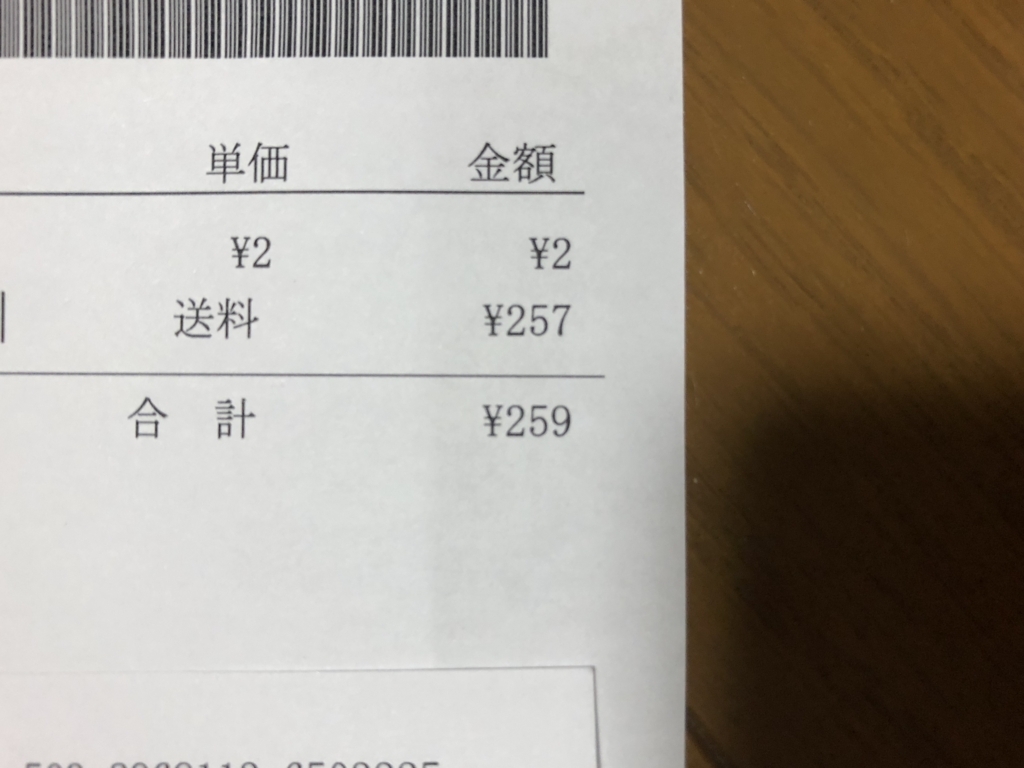 単価 金額
¥2 ¥2
送料 ¥257
合 計 ¥259